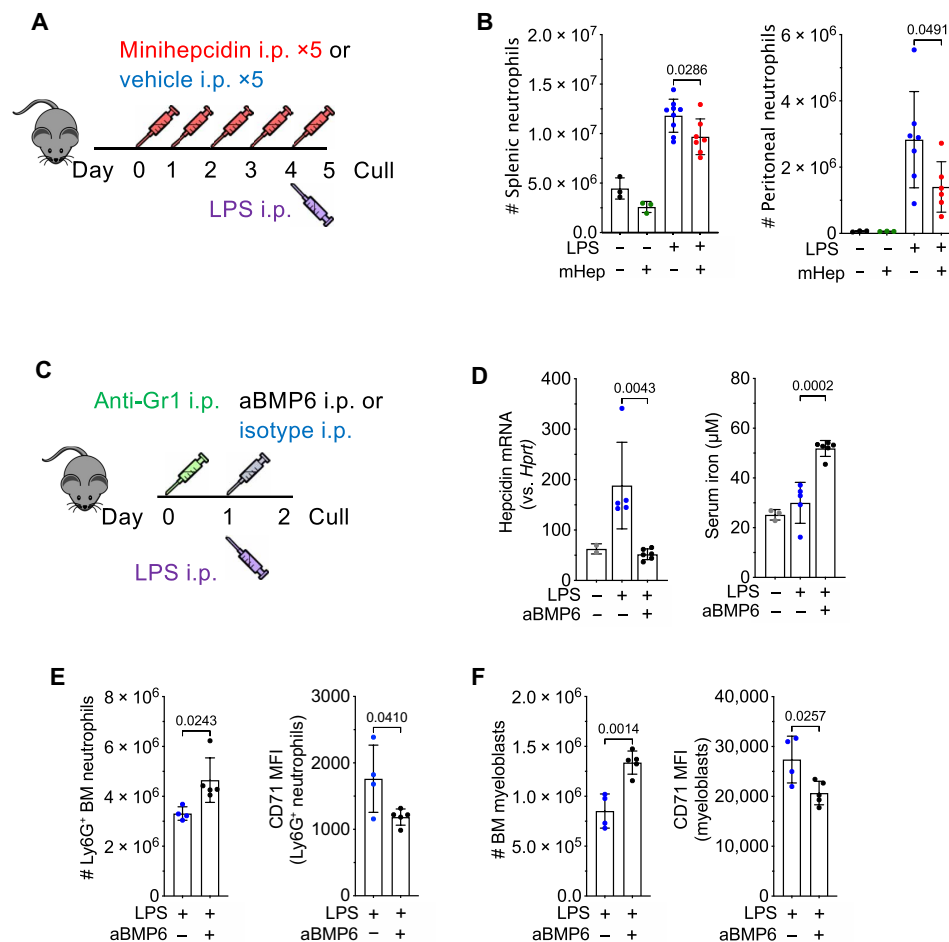 A
Minihepcidin i.p. ×5 or
vehicle i.p. ×5
Day 0 1 2 3 4 5 Cull
LPS i.p.
B
# Splenic neutrophils
2.0 × 10⁷
1.5 × 10⁷
1.0 × 10⁷
5.0 × 10⁶
0.0
0.0286
LPS – – + +
mHep – + – +
# Peritoneal neutrophils
6 × 10⁶
4 × 10⁶
2 × 10⁶
0
0.0491
LPS – – + +
mHep – + – +
C
Anti-Gr1 i.p. aBMP6 i.p. or
isotype i.p.
Day 0 1 2 Cull
LPS i.p.
D
Hepcidin mRNA
(vs. Hprt)
400
300
200
100
0
0.0043
LPS – + +
aBMP6 – – +
Serum iron (µM)
80
60
40
20
0
0.0002
LPS – + +
aBMP6 – – +
E
# Ly6G⁺ BM neutrophils
8 × 10⁶
6 × 10⁶
4 × 10⁶
2 × 10⁶
0
0.0243
LPS + +
aBMP6 – +
CD71 MFI
(Ly6G⁺ neutrophils)
3000
2000
1000
0
0.0410
LPS + +
aBMP6 – +
F
# BM myeloblasts
2.0 × 10⁶
1.5 × 10⁶
1.0 × 10⁶
5.0 × 10⁵
0
0.0014
LPS + +
aBMP6 – +
CD71 MFI
(myeloblasts)
40,000
30,000
20,000
10,000
0
0.0257
LPS + +
aBMP6 – +